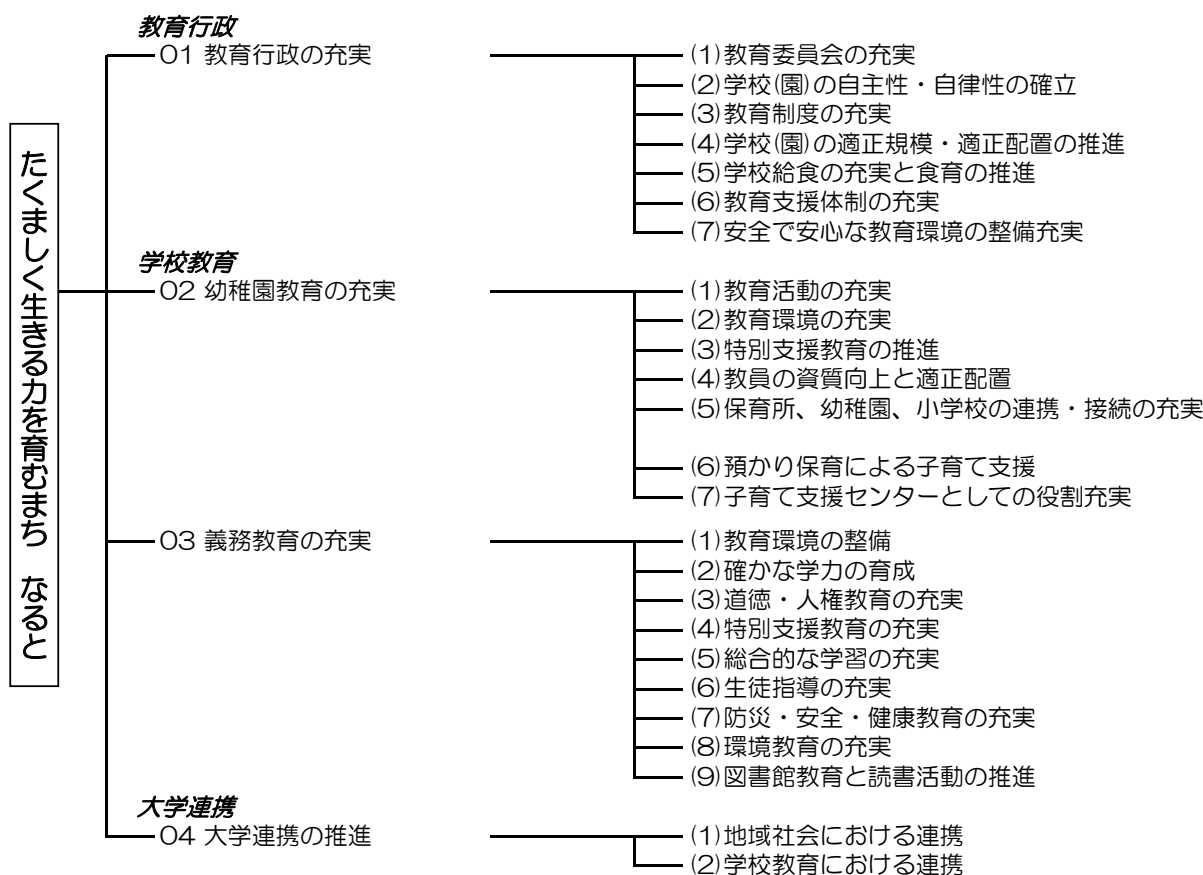 たくましく生きる力を育むまち なると
教育行政
01 教育行政の充実
(1)教育委員会の充実
(2)学校(園)の自主性・自律性の確立
(3)教育制度の充実
(4)学校(園)の適正規模・適正配置の推進
(5)学校給食の充実と食育の推進
(6)教育支援体制の充実
(7)安全で安心な教育環境の整備充実
学校教育
02 幼稚園教育の充実
(1)教育活動の充実
(2)教育環境の充実
(3)特別支援教育の推進
(4)教員の資質向上と適正配置
(5)保育所、幼稚園、小学校の連携・接続の充実
(6)預かり保育による子育て支援
(7)子育て支援センターとしての役割充実
03 義務教育の充実
(1)教育環境の整備
(2)確かな学力の育成
(3)道徳・人権教育の充実
(4)特別支援教育の充実
(5)総合的な学習の充実
(6)生徒指導の充実
(7)防災・安全・健康教育の充実
(8)環境教育の充実
(9)図書館教育と読書活動の推進
大学連携
04 大学連携の推進
(1)地域社会における連携
(2)学校教育における連携